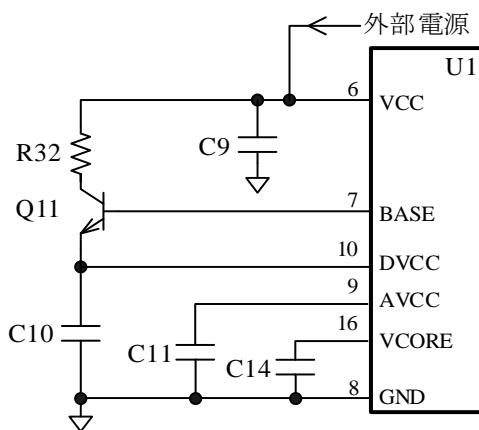 外部電源
U1
6
VCC
R32
C9
Q11
7
BASE
10
DVCC
9
AVCC
C10
C11
16
VCORE
C14
8
GND